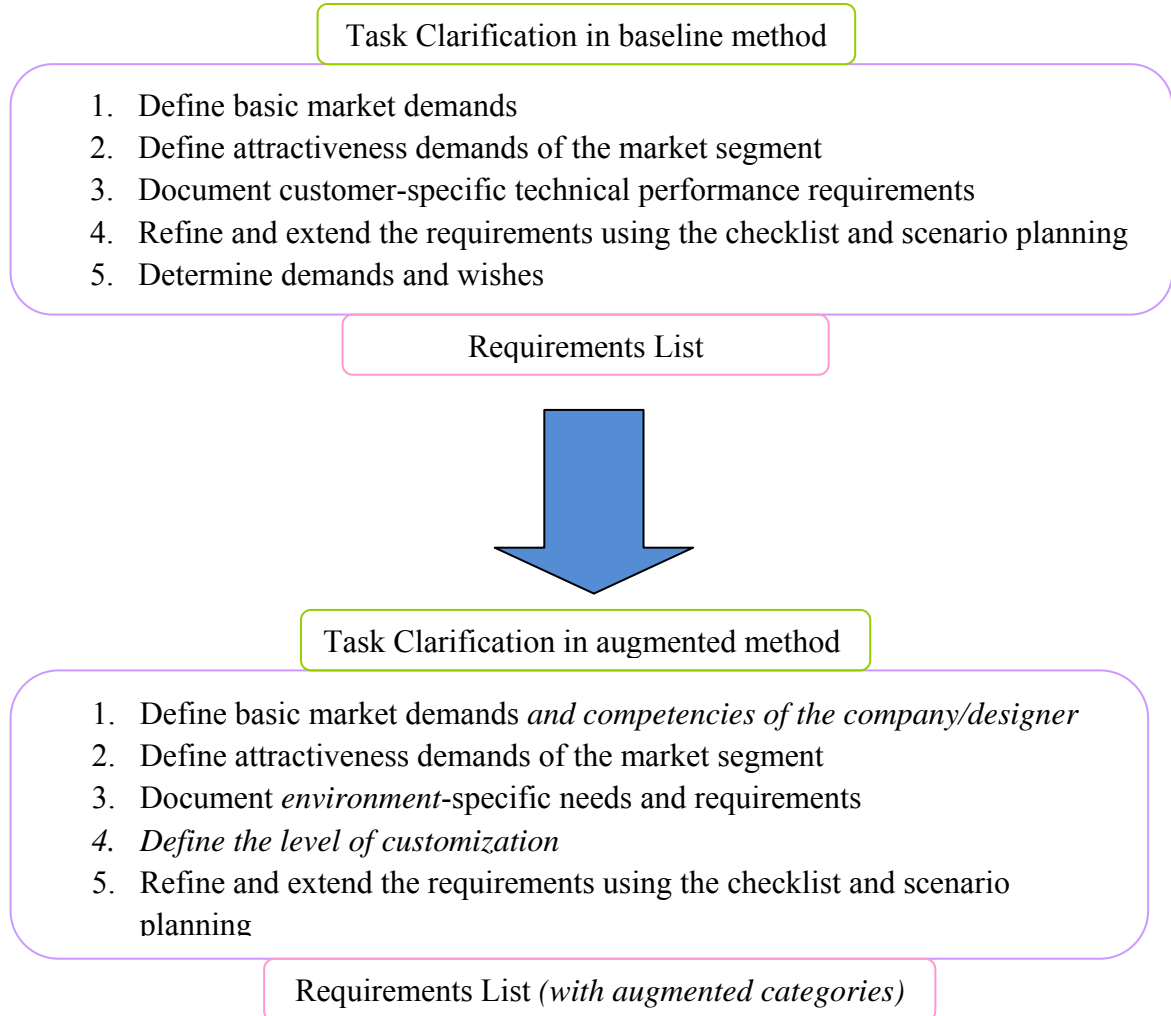 Task Clarification in baseline method
1. Define basic market demands
2. Define attractiveness demands of the market segment
3. Document customer-specific technical performance requirements
4. Refine and extend the requirements using the checklist and scenario planning
5. Determine demands and wishes
Requirements List
Task Clarification in augmented method
1. Define basic market demands and competencies of the company/designer
2. Define attractiveness demands of the market segment
3. Document environment-specific needs and requirements
4. Define the level of customization
5. Refine and extend the requirements using the checklist and scenario
planning
Requirements List (with augmented categories)